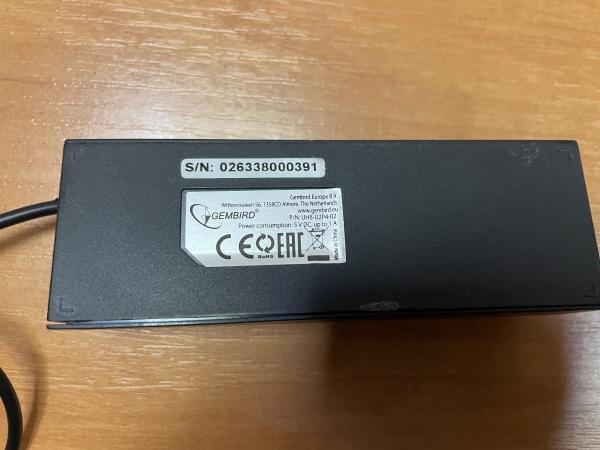 S/N: 026338000391
GEMBIRD®
Gembird Europe B.V.
Wittevrouwen 56, 1358CD Almere, The Netherlands
www.gembird.eu
P/N: UHB-U2P4-02
Power consumption: 5 V DC, up to 1 A
CE RoHS EAC
Made in China